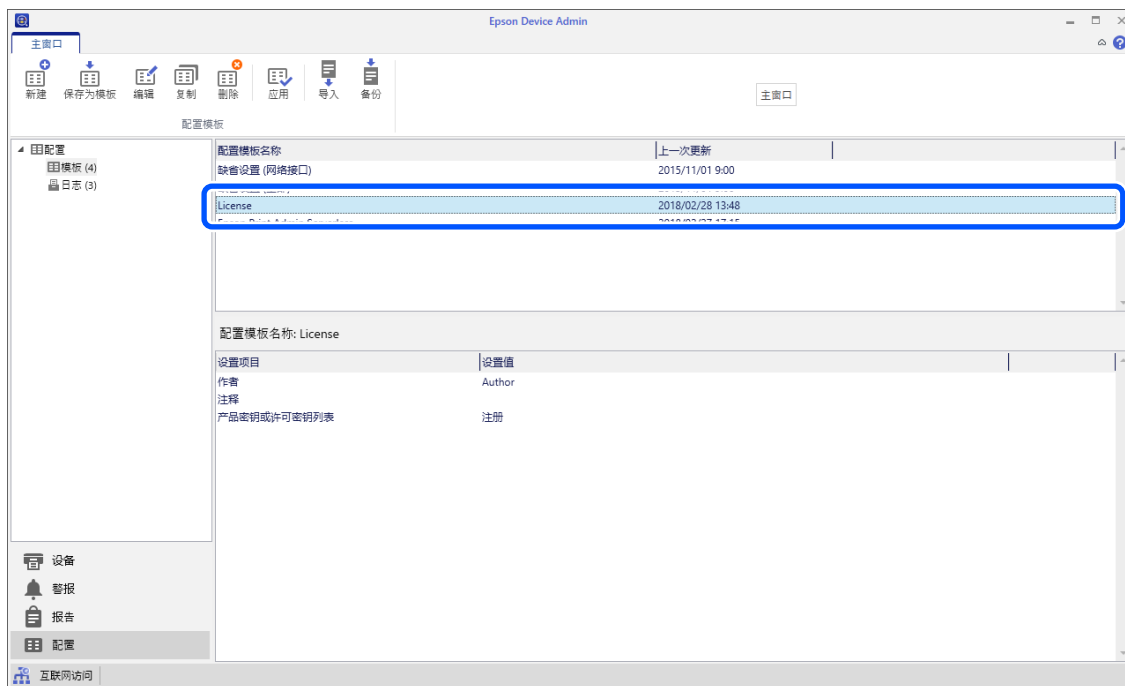 Epson Device Admin
主窗口
新建 保存为模板 编辑 复制 删除 应用 导入 备份
主窗口
配置模板
配置
模板 (4)
日志 (3)
配置模板名称 上一次更新
缺省设置 (网络接口) 2015/11/01 9:00
License 2018/02/28 13:48
配置模板名称: License
设置项目 设置值
作者 Author
注释
产品密钥或许可密钥列表 注册
设备
警报
报告
配置
互联网访问